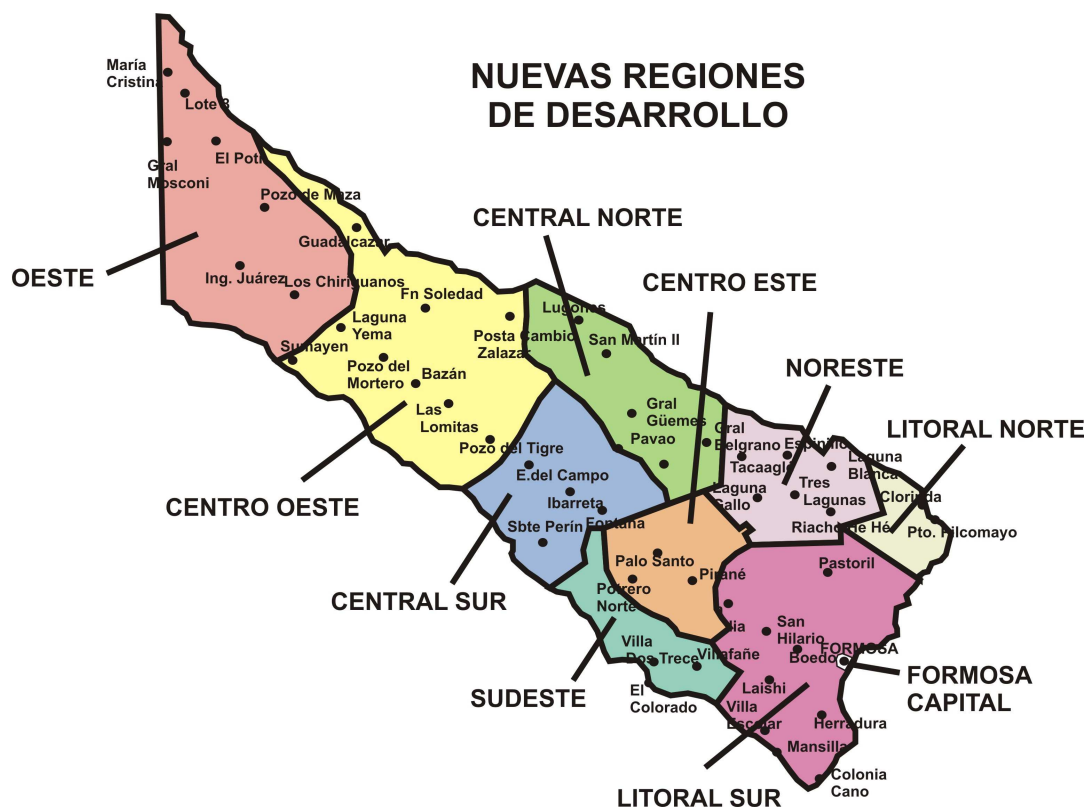 NUEVAS REGIONES
DE DESARROLLO
María
Cristina
Lote 8
Gral
Mosconi
El Poti
Pozo de Maza
Guadalcazar
OESTE
Ing. Juárez
Los Chiriguanos
CENTRAL NORTE
CENTRO ESTE
Fn Soledad
Laguna
Yema
Sumayen
Posta Cambio
Zalazar
Lugones
San Martín II
Pozo del
Mortero
Bazán
Las
Lomitas
Pozo del Tigre
NORESTE
LITORAL NORTE
Gral
Güemes
Pavao
Gral
Belgrano
Espinillo
Tacaagle
Laguna
Blanca
CENTRO OESTE
E.del Campo
Ibarreta
Fontana
Sbte Perín
Laguna
Gallo
Tres
Lagunas
Riacho He Hé
Clorinda
Pto. Pilcomayo
CENTRAL SUR
Palo Santo
Pirané
Potrero
Norte
Pastoril
lia
San
Hilario
Boedo
FORMOSA
Villa
Dos Trece
Villafañe
SUDESTE
El
Colorado
Laishi
Villa
Escolar
Herradura
FORMOSA
CAPITAL
Mansilla
Colonia
Cano
LITORAL SUR